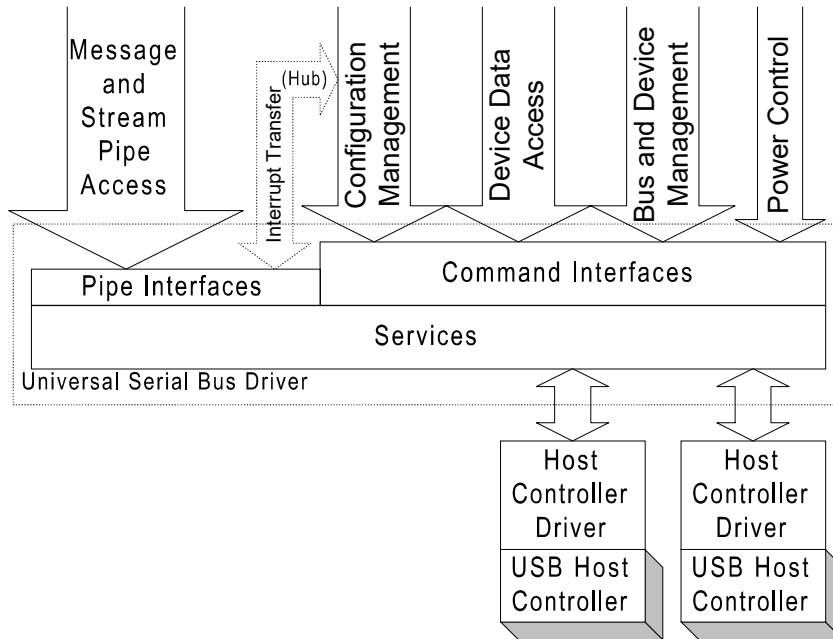 Message
and
Stream
Pipe
Access
(Hub)
Interrupt Transfer
Configuration
Management
Device Data
Access
Bus and Device
Management
Power Control
Pipe Interfaces
Command Interfaces
Services
Universal Serial Bus Driver
Host
Controller
Driver
USB Host
Controller
Host
Controller
Driver
USB Host
Controller